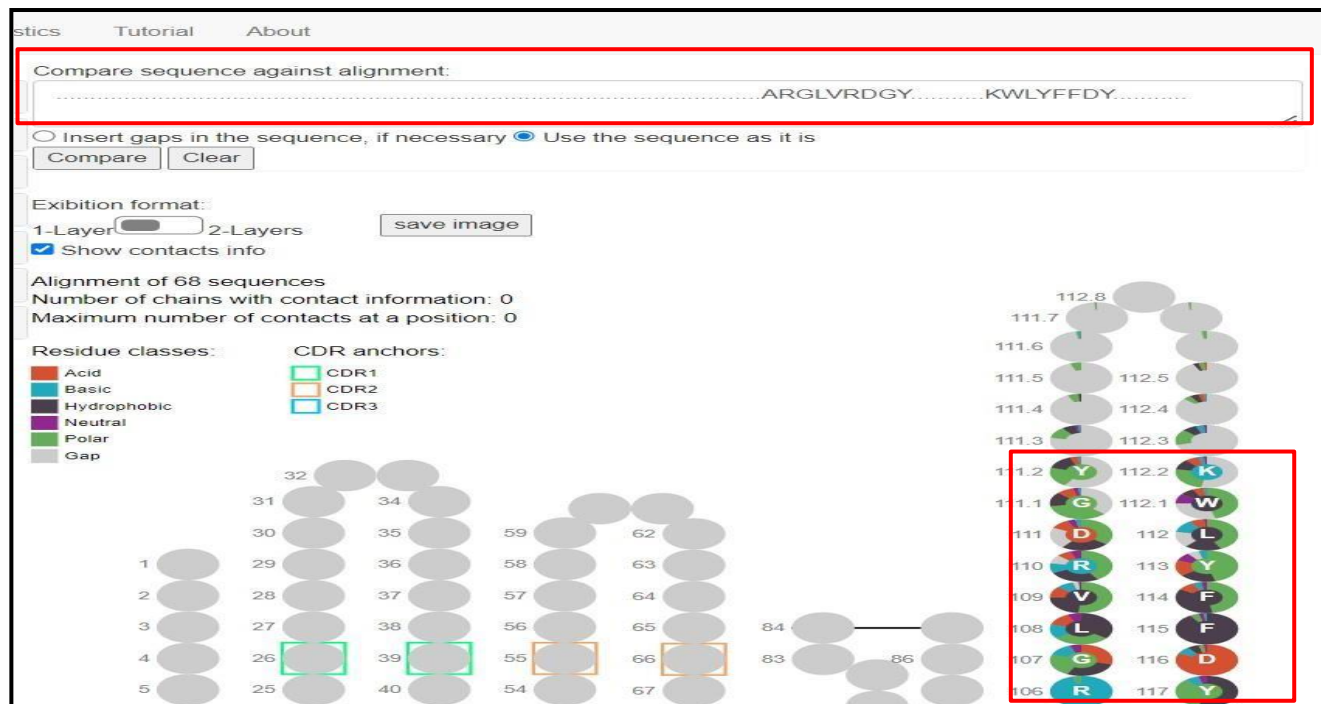 stics Tutorial About
Compare sequence against alignment:
ARGLVRDGY..........KWLYFFDY..........
Insert gaps in the sequence, if necessary Use the sequence as it is
Compare Clear
Exibition format:
1-Layer 2-Layers save image
Show contacts info
Alignment of 68 sequences
Number of chains with contact information: 0
Maximum number of contacts at a position: 0
Residue classes: CDR anchors:
Acid CDR1
Basic CDR2
Hydrophobic CDR3
Neutral
Polar
Gap
112.8
111.7
111.6
111.5 112.5
111.4 112.4
111.3 112.3
32 111.2 Y 112.2 K
31 34 111.1 G 112.1 W
30 35 59 62 111 D 112 L
1 29 36 58 63 110 R 113 Y
2 28 37 57 64 109 V 114 F
3 27 38 56 65 84 108 L 115 F
4 26 39 55 66 83 86 107 G 116 D
5 25 40 54 67 106 R 117 Y